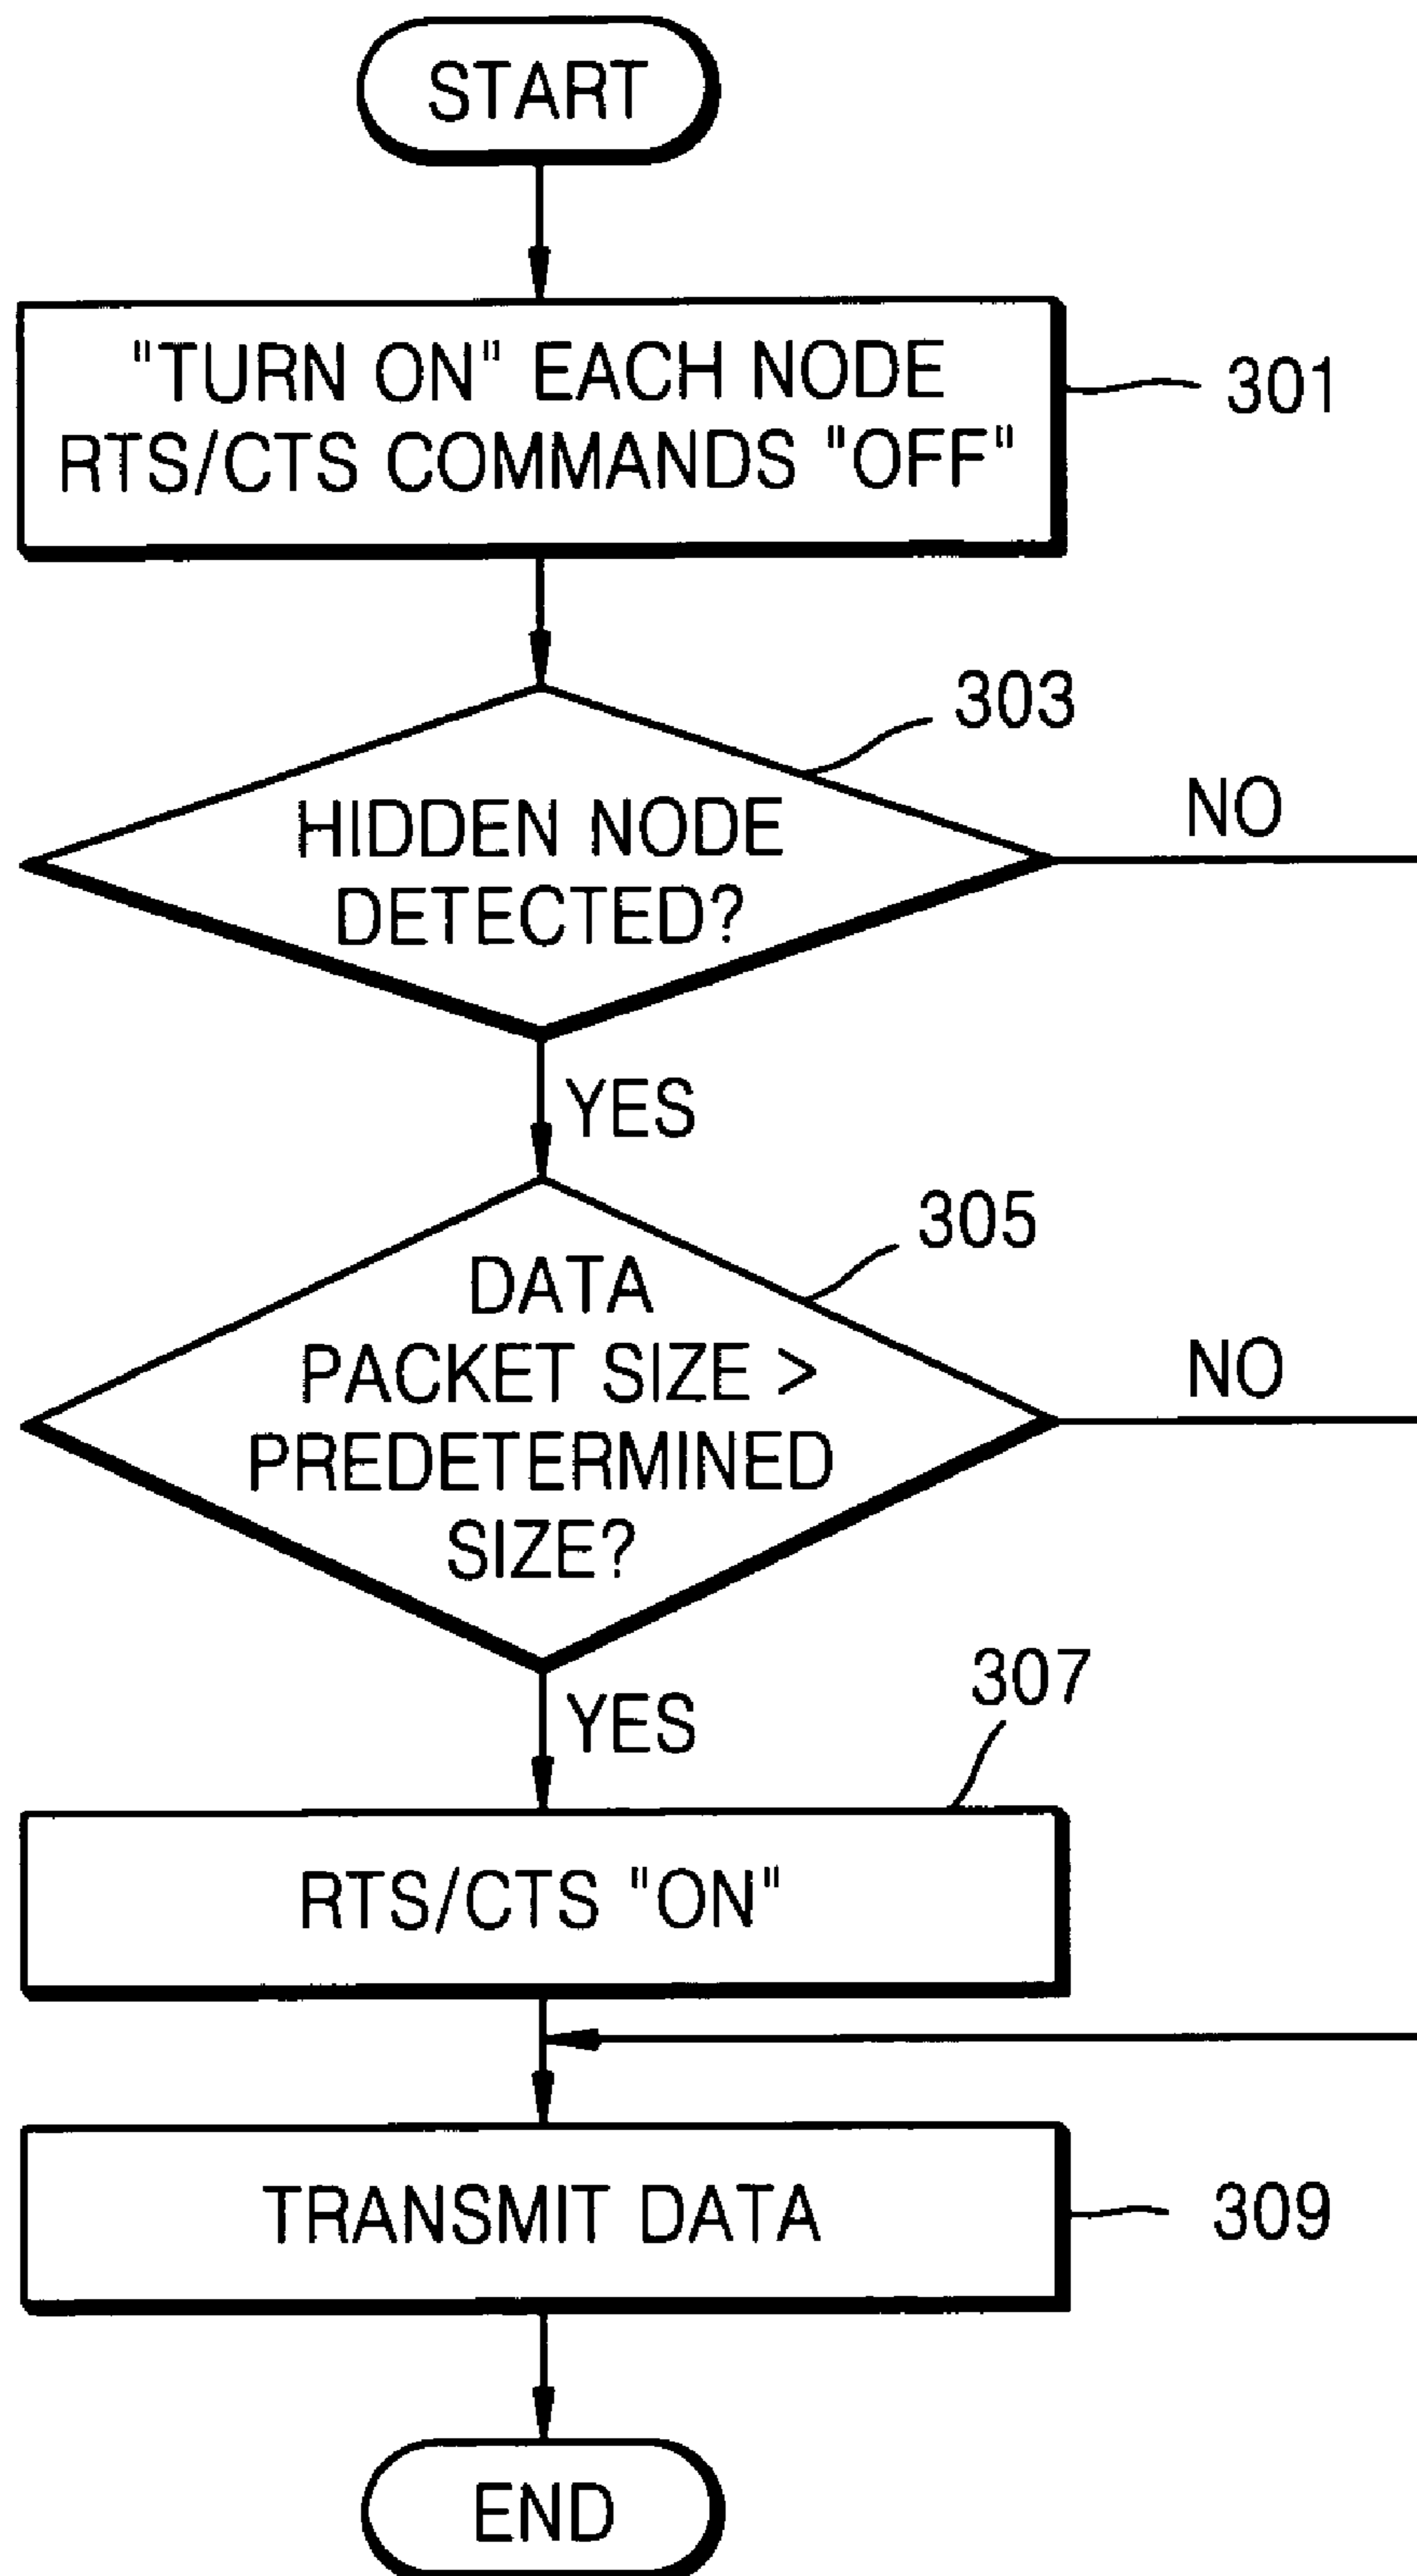 START
"TURN ON" EACH NODE
RTS/CTS COMMANDS "OFF"
301
303
HIDDEN NODE
DETECTED?
NO
YES
305
DATA
PACKET SIZE >
PREDETERMINED
SIZE?
NO
YES
307
RTS/CTS "ON"
TRANSMIT DATA
309
END